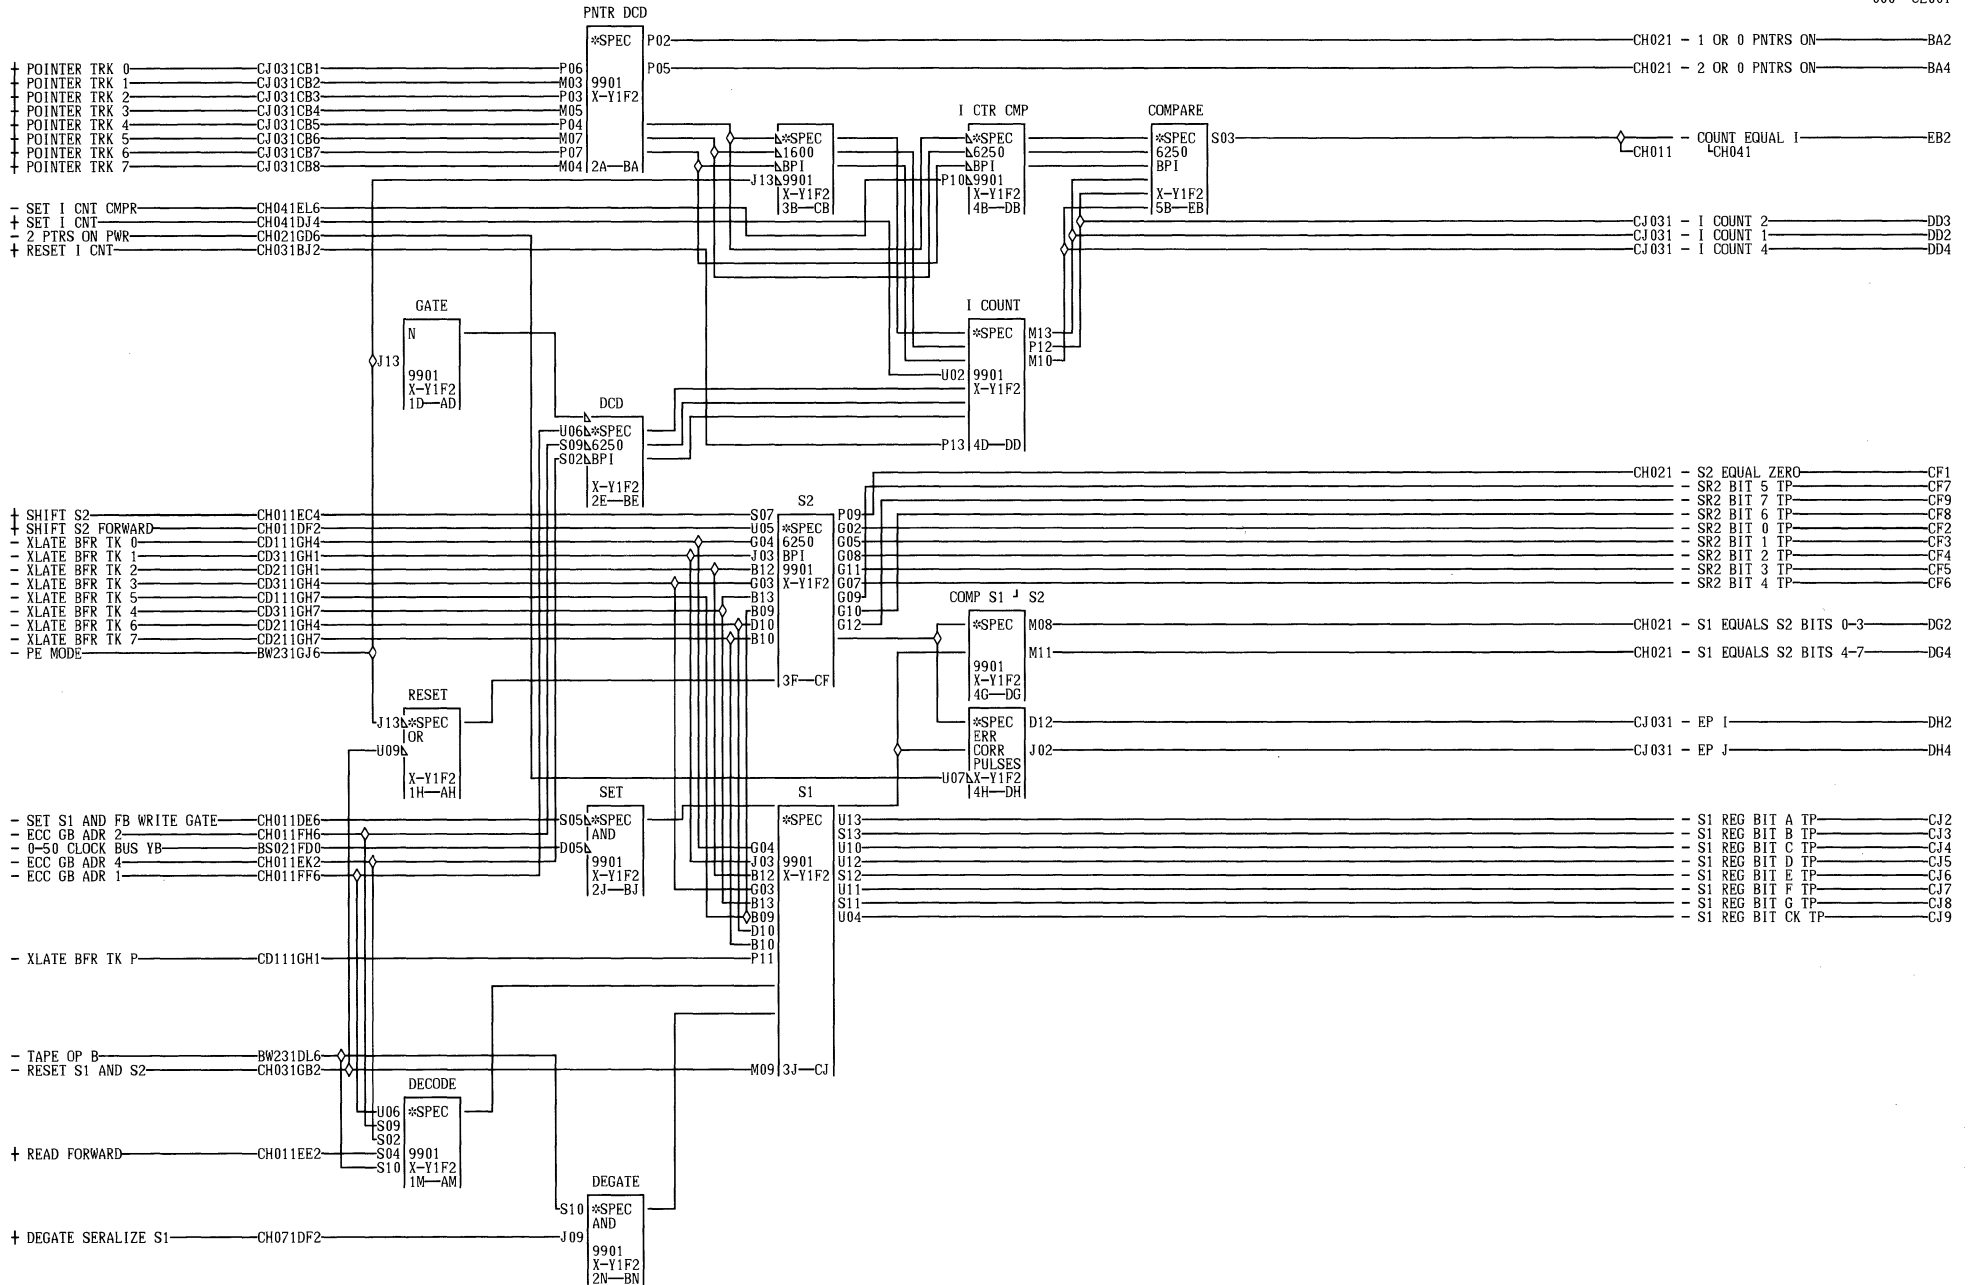 PNTR DCD
*SPEC P02 CH021 - 1 OR 0 PNTRS ON BA2
+ POINTER TRK 0 CJ031CB1 P06 P05 CH021 - 2 OR 0 PNTRS ON BA4
+ POINTER TRK 1 CJ031CB2 M03 9901
+ POINTER TRK 2 CJ031CB3 P03 X-Y1F2
+ POINTER TRK 3 CJ031CB4 M05 I CTR CMP COMPARE
+ POINTER TRK 4 CJ031CB5 P04
+ POINTER TRK 5 CJ031CB6 M07 *SPEC *SPEC *SPEC S03 - COUNT EQUAL I EB2
+ POINTER TRK 6 CJ031CB7 P07 1600 6250 6250 CH011 CH041
+ POINTER TRK 7 CJ031CB8 M04 2A—BA BPI BPI BPI
J13 9901 P10 9901
X-Y1F2 X-Y1F2 X-Y1F2
- SET I CNT CMPR CH041EL6 3B—CB 4B—DB 5B—EB
+ SET I CNT CH041DJ4 CJ031 - I COUNT 2 DD3
- 2 PTRS ON PWR CH021GD6 CJ031 - I COUNT 1 DD2
+ RESET I CNT CH031BJ2 CJ031 - I COUNT 4 DD4
GATE I COUNT
N *SPEC M13
P12
J13 M10
9901 U02 9901
X-Y1F2 X-Y1F2
1D—AD DCD
U06 *SPEC
S09 6250 P13 4D—DD
S02 BPI
CH021 - S2 EQUAL ZERO CF1
X-Y1F2 - SR2 BIT 5 TP CF7
2E—BE S2 - SR2 BIT 7 TP CF9
+ SHIFT S2 CH011EC4 S07 P09 - SR2 BIT 6 TP CF8
+ SHIFT S2 FORWARD CH011DF2 U05 *SPEC G02 - SR2 BIT 0 TP CF2
- XLATE BFR TK 0 CD111GH4 G04 6250 G05 - SR2 BIT 1 TP CF3
- XLATE BFR TK 1 CD311GH1 J03 BPI G08 - SR2 BIT 2 TP CF4
- XLATE BFR TK 2 CD211GH1 B12 9901 G11 - SR2 BIT 3 TP CF5
- XLATE BFR TK 3 CD311GH4 G03 X-Y1F2 G07 - SR2 BIT 4 TP CF6
- XLATE BFR TK 5 CD111GH7 B13 G09 COMP S1 ┘ S2
- XLATE BFR TK 4 CD311GH7 B09 G10
- XLATE BFR TK 6 CD211GH4 D10 G12 *SPEC M08 CH021 - S1 EQUALS S2 BITS 0-3 DG2
- XLATE BFR TK 7 CD211GH7 B10
- PE MODE BW231GJ6 M11 CH021 - S1 EQUALS S2 BITS 4-7 DG4
9901
3F—CF X-Y1F2
RESET 4G—DG
J13 *SPEC *SPEC D12 CJ031 - EP I DH2
OR ERR
U09 CORR J02 CJ031 - EP J DH4
PULSES
X-Y1F2 U07 X-Y1F2
1H—AH SET S1 4H—DH
- SET S1 AND FB WRITE GATE CH011DE6 S05 *SPEC *SPEC U13 - S1 REG BIT A TP CJ2
- ECC GB ADR 2 CH011FH6 AND S13 - S1 REG BIT B TP CJ3
- 0-50 CLOCK BUS YB BS021FD0 D05 G04 U10 - S1 REG BIT C TP CJ4
- ECC GB ADR 4 CH011EK2 9901 J03 9901 U12 - S1 REG BIT D TP CJ5
- ECC GB ADR 1 CH011FF6 X-Y1F2 B12 X-Y1F2 S12 - S1 REG BIT E TP CJ6
2J—BJ G03 U11 - S1 REG BIT F TP CJ7
B13 S11 - S1 REG BIT G TP CJ8
B09 U04 - S1 REG BIT CK TP CJ9
D10
B10
- XLATE BFR TK P CD111GH1 P11
- TAPE OP B BW231DL6
- RESET S1 AND S2 CH031GB2 M09 3J—CJ
DECODE
U06 *SPEC
S09
S02
+ READ FORWARD CH011EE2 S04 9901
S10 X-Y1F2
1M—AM DEGATE
S10 *SPEC
AND
+ DEGATE SERALIZE S1 CH071DF2 J09
9901
X-Y1F2
2N—BN